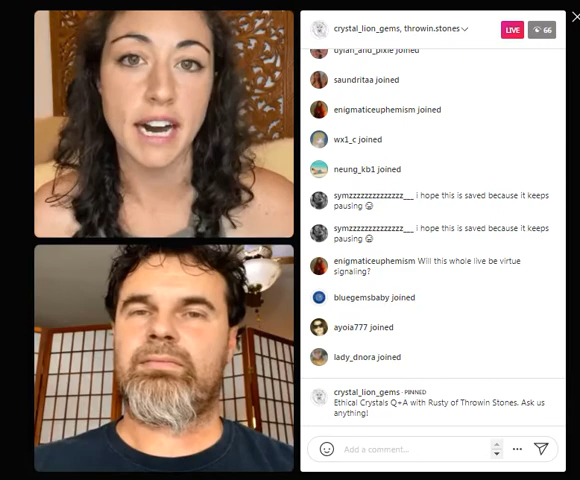 crystal_lion_gems, throwin.stones
LIVE
66
dylan_and_pixie joined
saundritaa joined
enigmaticeuphemism joined
wx1_c joined
neung_kb1 joined
symzzzzzzzzzzzzzz___ i hope this is saved because it keeps
pausing 😩
symzzzzzzzzzzzzzz___ i hope this is saved because it keeps
pausing 😩
enigmaticeuphemism Will this whole live be virtue
signaling?
bluegemsbaby joined
ayoia777 joined
lady_dnora joined
crystal_lion_gems · PINNED
Ethical Crystals Q+A with Rusty of Throwin Stones. Ask us
anything!
Add a comment...